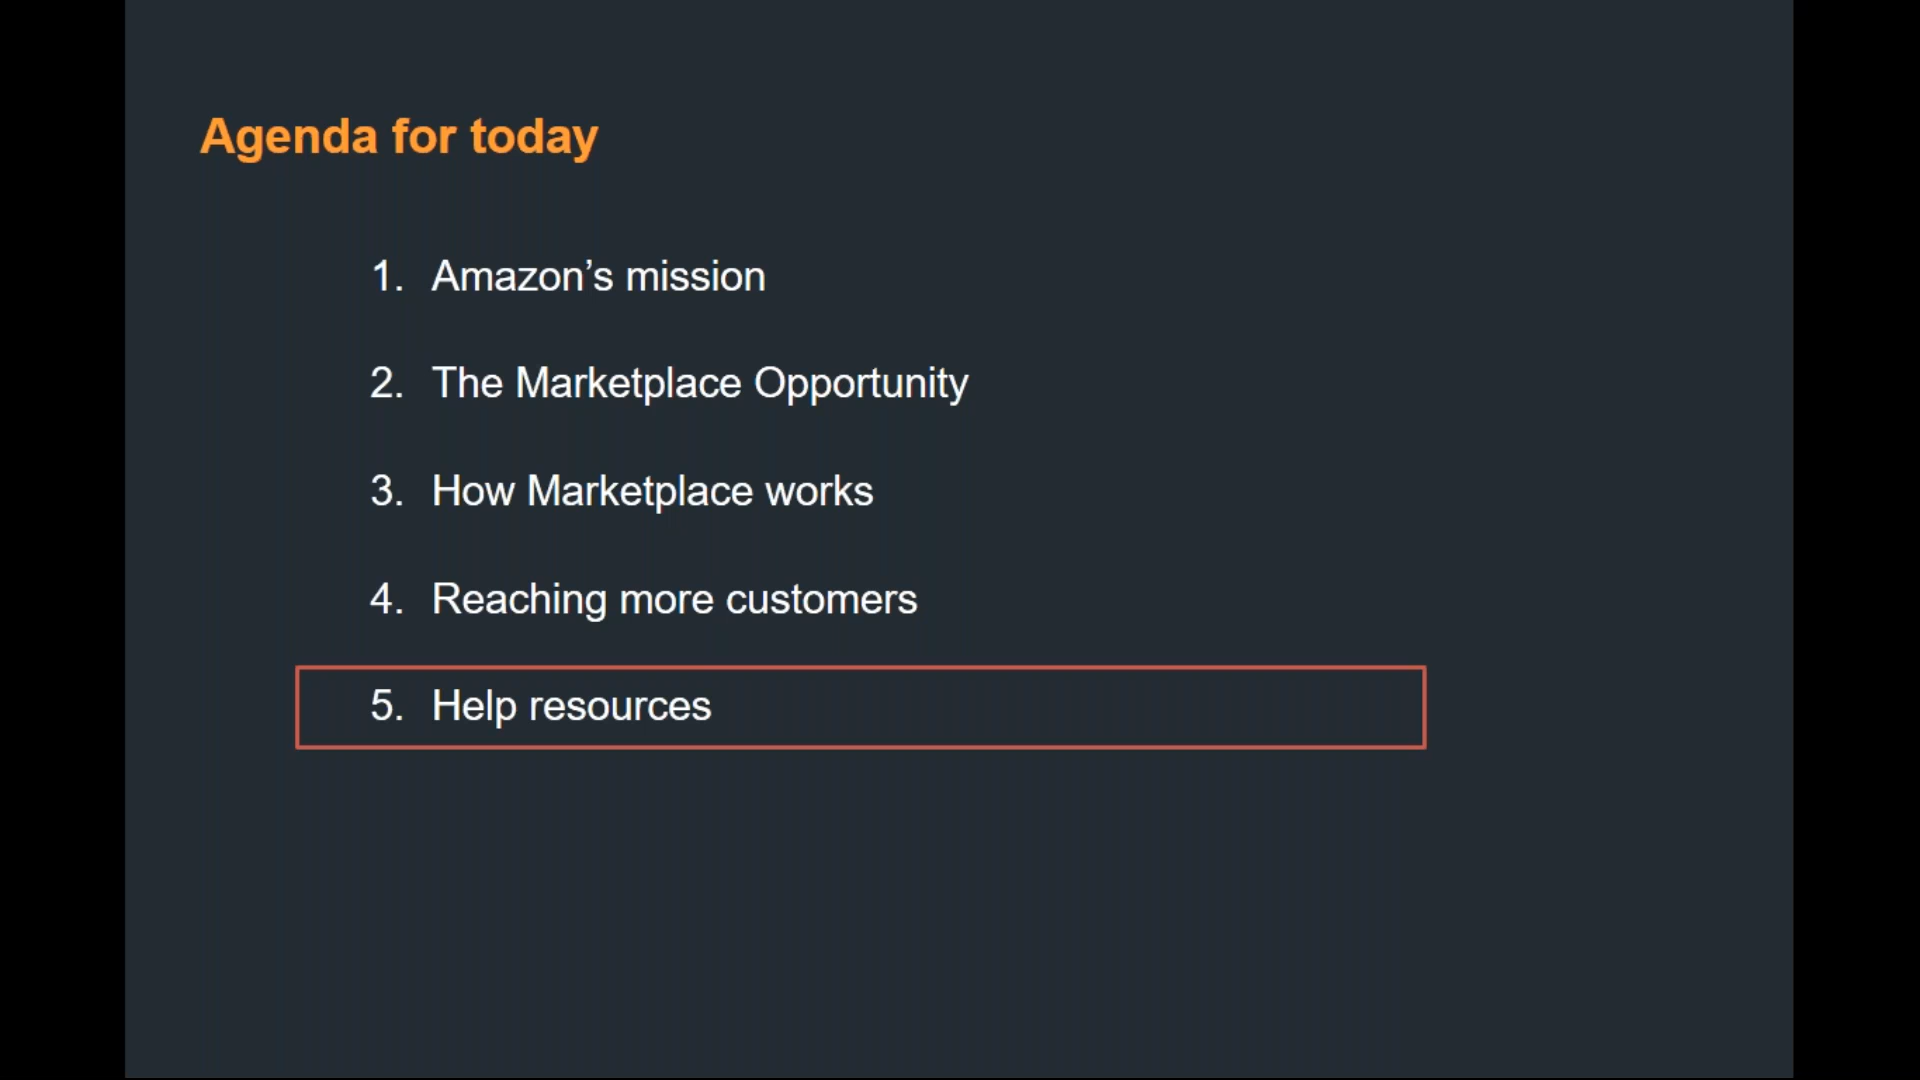 Agenda for today
1. Amazon’s mission
2. The Marketplace Opportunity
3. How Marketplace works
4. Reaching more customers
5. Help resources